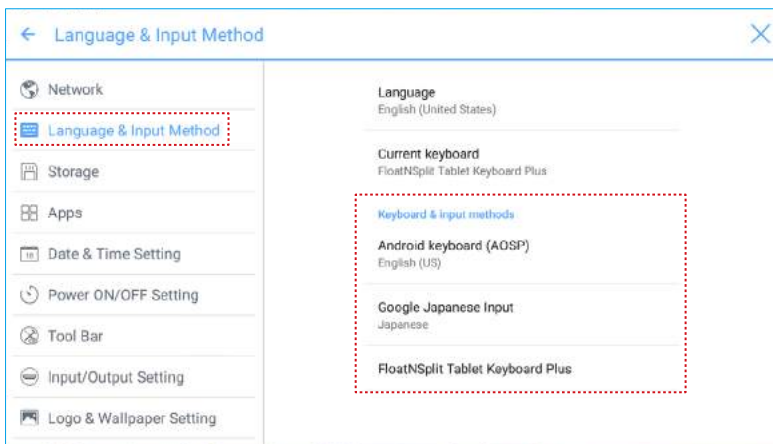 Language & Input Method
Network
Language & Input Method
Storage
Apps
Date & Time Setting
Power ON/OFF Setting
Tool Bar
Input/Output Setting
Logo & Wallpaper Setting
Language
English (United States)
Current keyboard
FloatNSplit Tablet Keyboard Plus
Keyboard & input methods
Android keyboard (AOSP)
English (US)
Google Japanese Input
Japanese
FloatNSplit Tablet Keyboard Plus